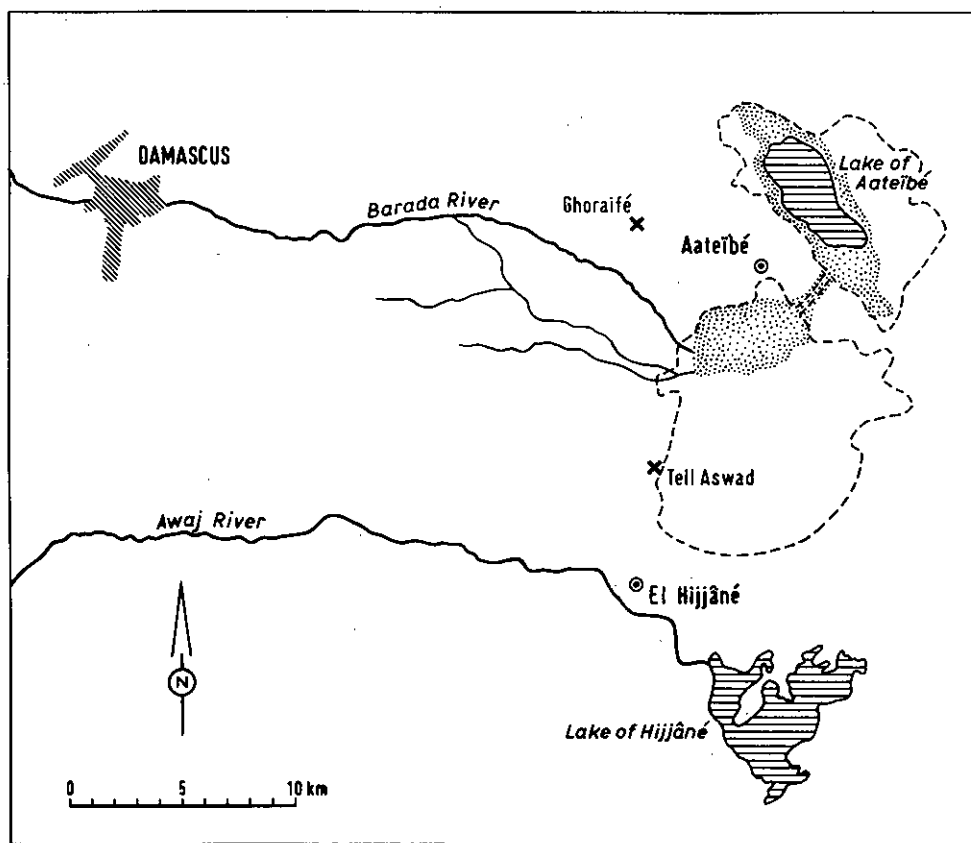 DAMASCUS
Lake of
Aateïbé
Barada River
Ghoraifé
Aateïbé
Tell Aswad
Awaj River
El Hijjâné
N
Lake of Hijjâné
0 5 10 km